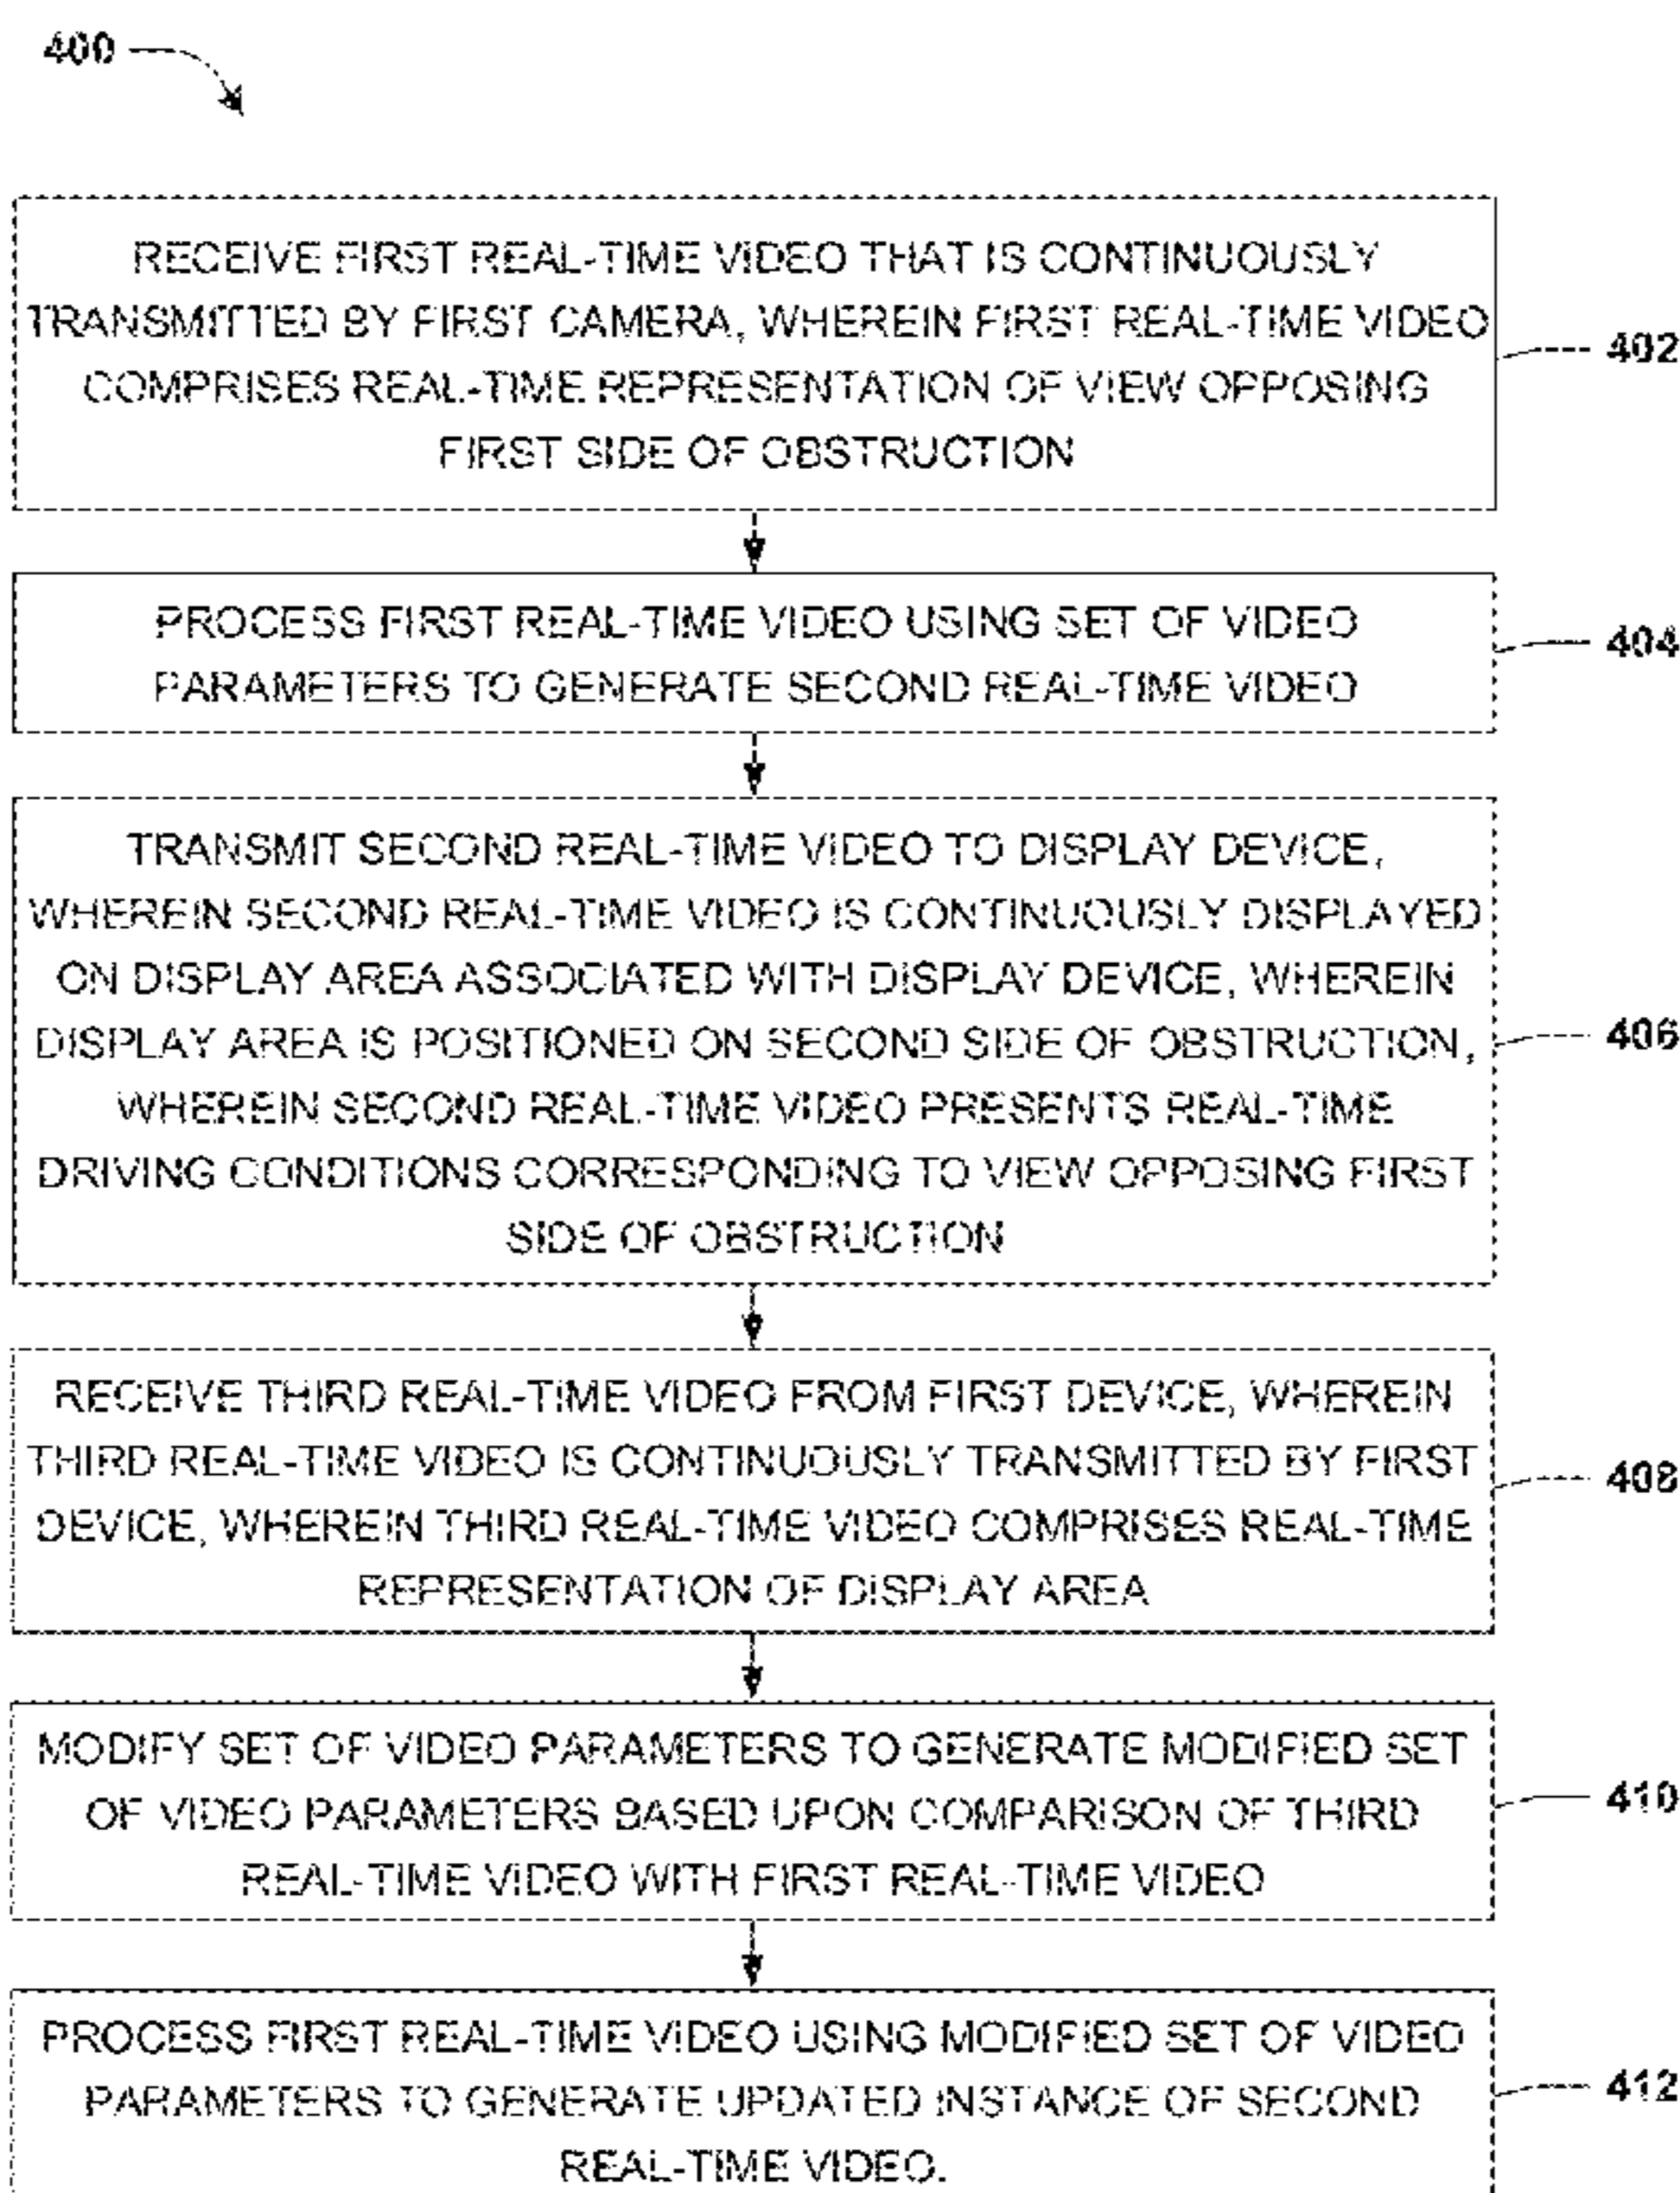 400
RECEIVE FIRST REAL-TIME VIDEO THAT IS CONTINUOUSLY
TRANSMITTED BY FIRST CAMERA, WHEREIN FIRST REAL-TIME VIDEO
COMPRISES REAL-TIME REPRESENTATION OF VIEW OPPOSING
FIRST SIDE OF OBSTRUCTION
402
PROCESS FIRST REAL-TIME VIDEO USING SET OF VIDEO
PARAMETERS TO GENERATE SECOND REAL-TIME VIDEO
404
TRANSMIT SECOND REAL-TIME VIDEO TO DISPLAY DEVICE,
WHEREIN SECOND REAL-TIME VIDEO IS CONTINUOUSLY DISPLAYED
ON DISPLAY AREA ASSOCIATED WITH DISPLAY DEVICE, WHEREIN
DISPLAY AREA IS POSITIONED ON SECOND SIDE OF OBSTRUCTION,
WHEREIN SECOND REAL-TIME VIDEO PRESENTS REAL-TIME
DRIVING CONDITIONS CORRESPONDING TO VIEW OPPOSING FIRST
SIDE OF OBSTRUCTION
406
RECEIVE THIRD REAL-TIME VIDEO FROM FIRST DEVICE, WHEREIN
THIRD REAL-TIME VIDEO IS CONTINUOUSLY TRANSMITTED BY FIRST
DEVICE, WHEREIN THIRD REAL-TIME VIDEO COMPRISES REAL-TIME
REPRESENTATION OF DISPLAY AREA
408
MODIFY SET OF VIDEO PARAMETERS TO GENERATE MODIFIED SET
OF VIDEO PARAMETERS BASED UPON COMPARISON OF THIRD
REAL-TIME VIDEO WITH FIRST REAL-TIME VIDEO
410
PROCESS FIRST REAL-TIME VIDEO USING MODIFIED SET OF VIDEO
PARAMETERS TO GENERATE UPDATED INSTANCE OF SECOND
REAL-TIME VIDEO.
412